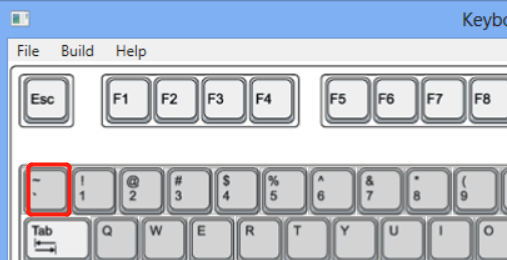 Keybo
File Build Help
Esc F1 F2 F3 F4 F5 F6 F7 F8
~ ! @ # $ % ^ & * (
` 1 2 3 4 5 6 7 8 9
Tab Q W E R T Y U I O